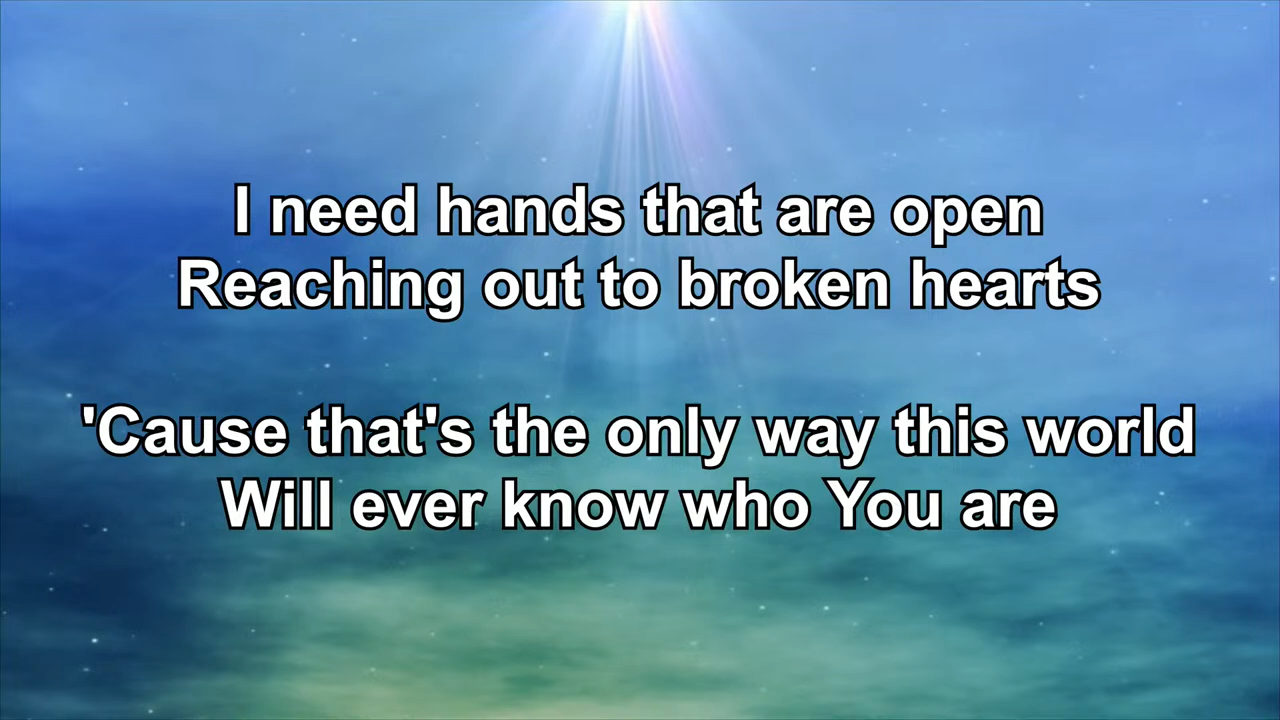 I need hands that are open
Reaching out to broken hearts
'Cause that's the only way this world
Will ever know who You are